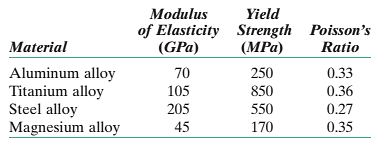 Modulus Yield
of Elasticity Strength Poisson's
Material (GPa) (MPa) Ratio
Aluminum alloy 70 250 0.33
Titanium alloy 105 850 0.36
Steel alloy 205 550 0.27
Magnesium alloy 45 170 0.35